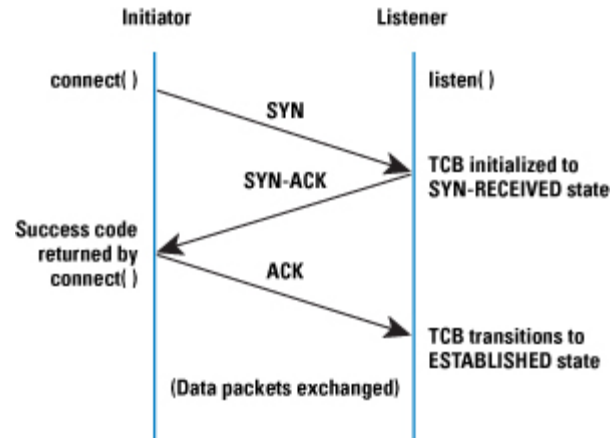 Initiator
Listener
connect( )
listen( )
SYN
TCB initialized to
SYN-RECEIVED state
SYN-ACK
Success code
returned by
connect( )
ACK
TCB transitions to
ESTABLISHED state
(Data packets exchanged)